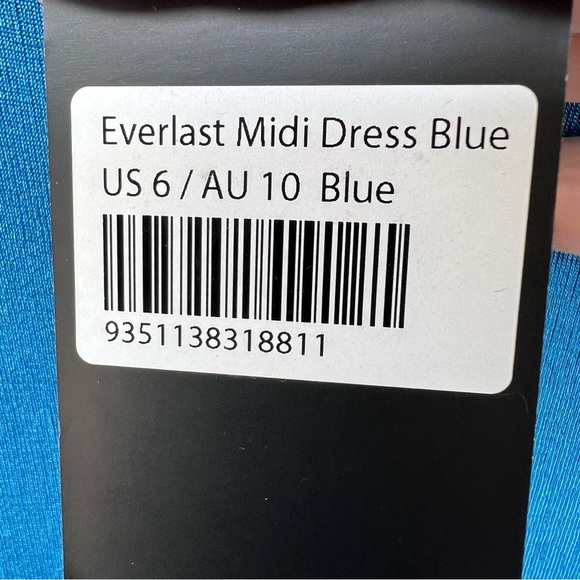 Everlast Midi Dress Blue
US 6 / AU 10 Blue
9351138318811